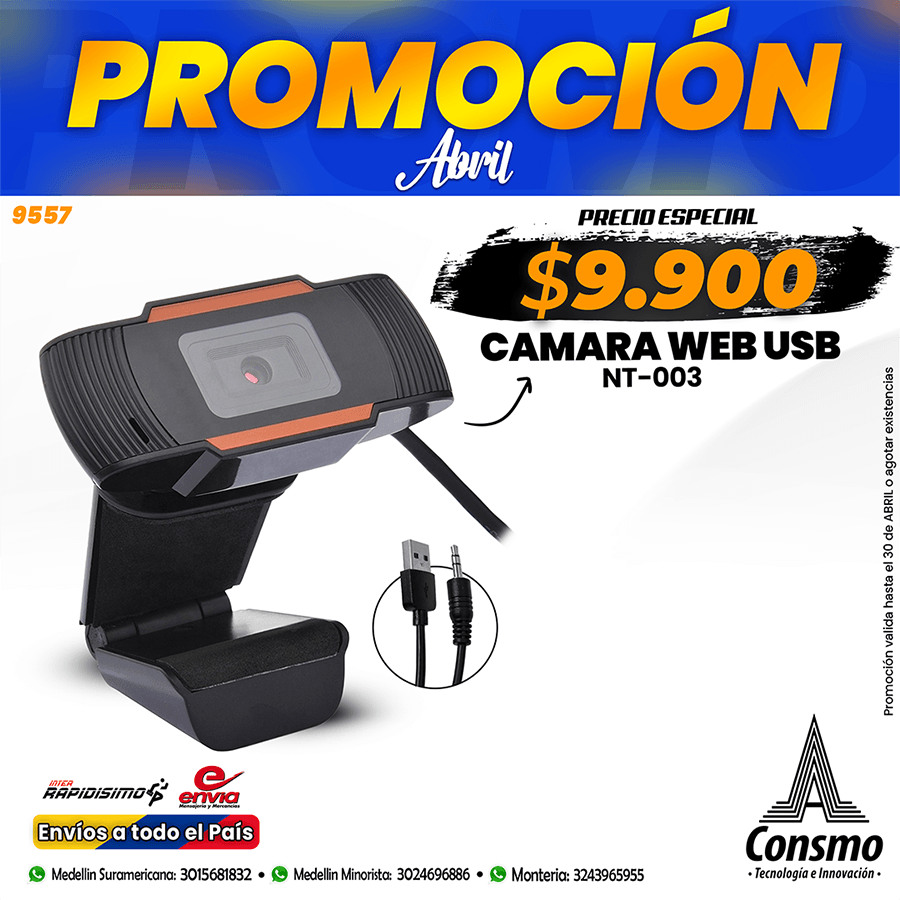 PROMOCIÓN
Abril
9557
PRECIO ESPECIAL
$9.900
CAMARA WEB USB
NT-003
Promoción valida hasta el 30 de ABRIL o agotar existencias
INTER
RAPIDISIMO
e
envía
Mensajería y Mercancías
Envíos a todo el País
Consmo
• Tecnología e Innovación •
Medellin Suramericana: 3015681832 • Medellin Minorista: 3024696886 • Monteria: 3243965955